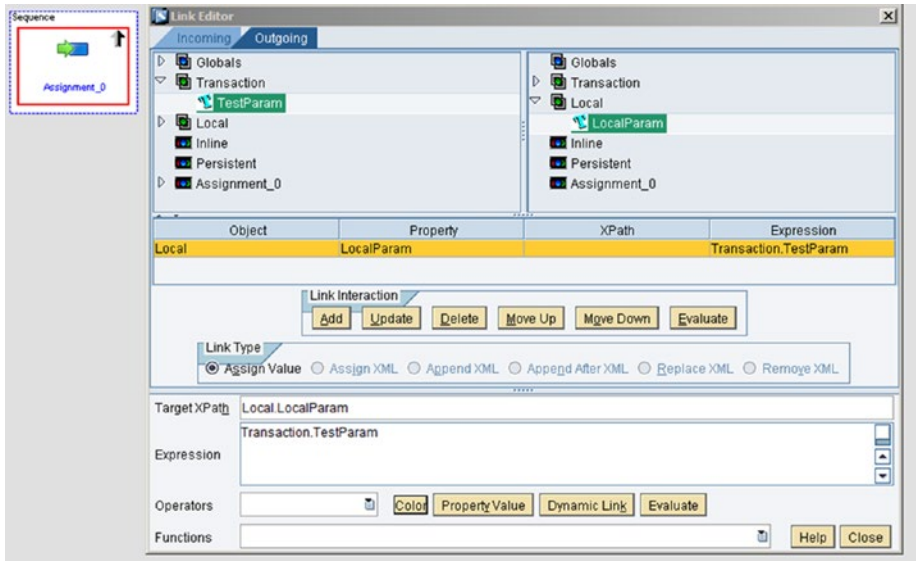 Sequence
Assignment_0
Link Editor
Incoming Outgoing
Globals
Transaction
TestParam
Local
Inline
Persistent
Assignment_0
Globals
Transaction
Local
LocalParam
Inline
Persistent
Assignment_0
Object Property XPath Expression
Local LocalParam Transaction.TestParam
Link Interaction
Add Update Delete Move Up Move Down Evaluate
Link Type
Assign Value Assign XML Append XML Append After XML Replace XML Remove XML
Target XPath Local.LocalParam
Expression Transaction.TestParam
Operators Color Property Value Dynamic Link Evaluate
Functions Help Close